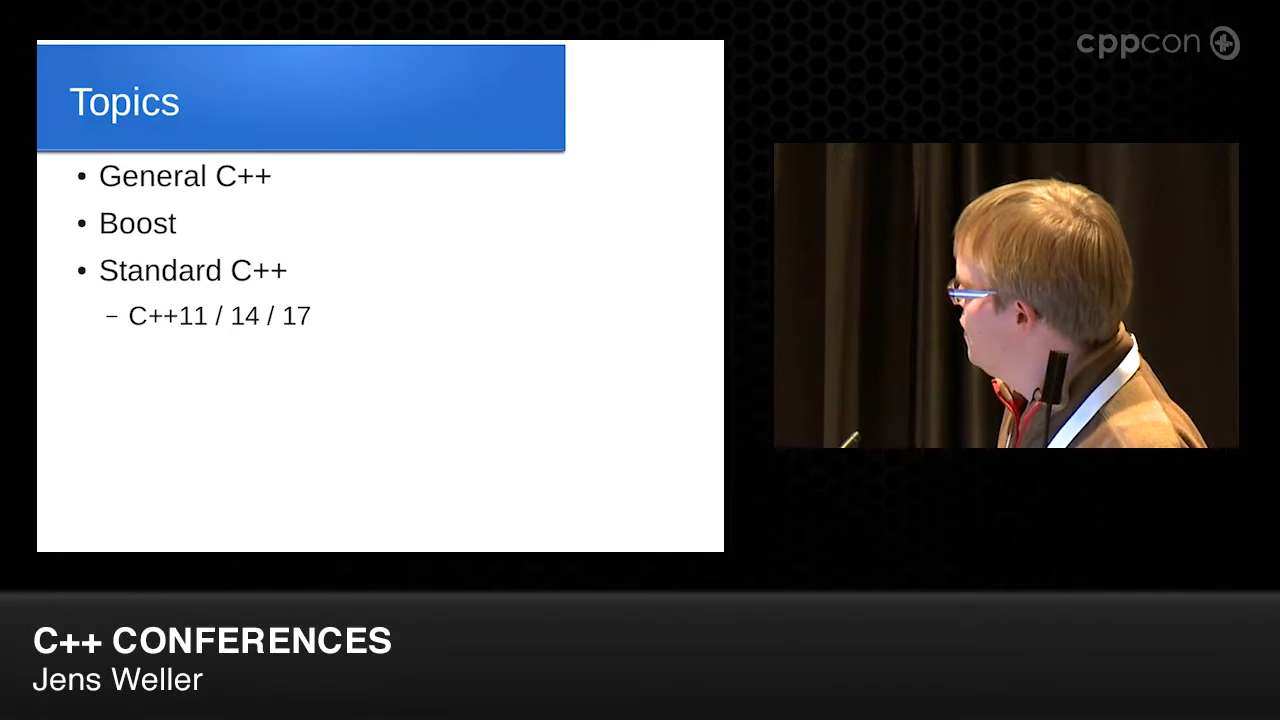 cppcon
Topics
• General C++
• Boost
• Standard C++
– C++11 / 14 / 17
C++ CONFERENCES
Jens Weller